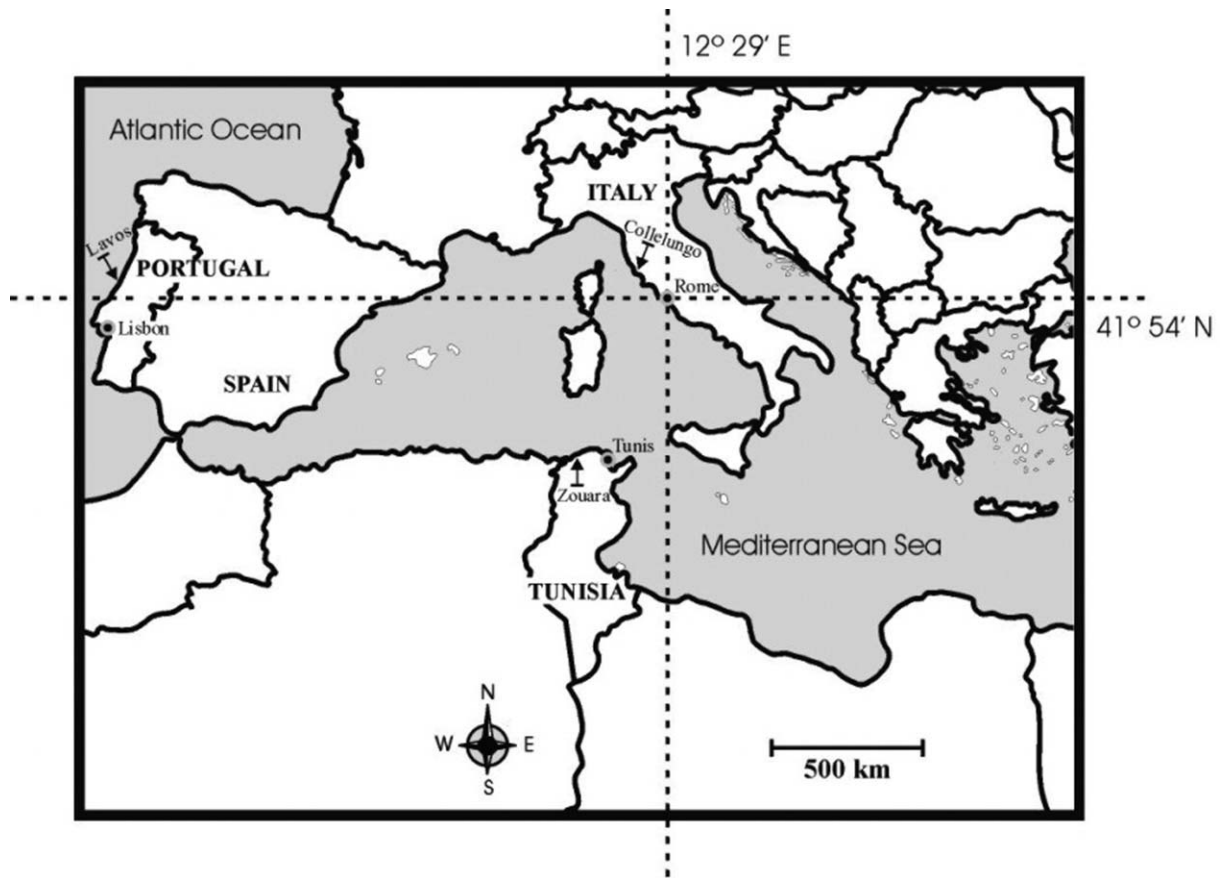 12° 29' E
Atlantic Ocean
ITALY
Lavos
Collelungo
PORTUGAL
Rome
41° 54' N
Lisbon
SPAIN
Tunis
Zouara
Mediterranean Sea
TUNISIA
N
W E
S
500 km